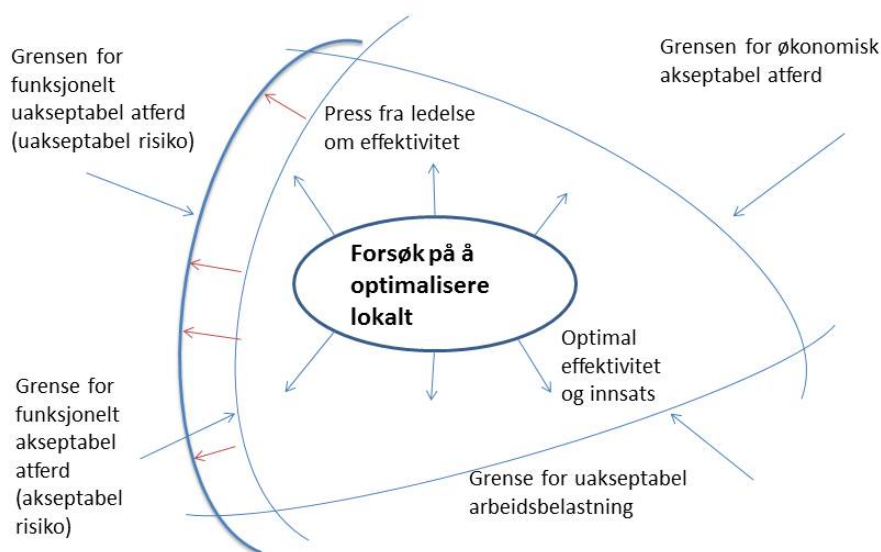 Grensen for
funksjonelt
uakseptabel atferd
(uakseptabel risiko)
Press fra ledelse
om effektivitet
Grensen for økonomisk
akseptabel atferd
Forsøk på å
optimalisere
lokalt
Optimal
effektivitet
og innsats
Grense for
funksjonelt
akseptabel
atferd
(akseptabel
risiko)
Grense for uakseptabel
arbeidsbelastning